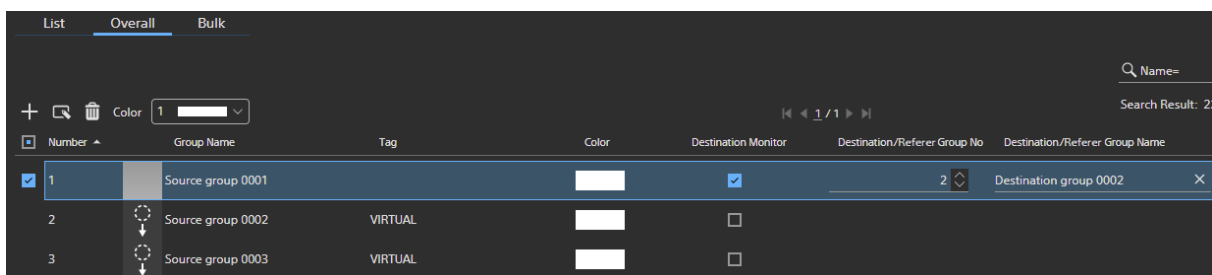 List Overall Bulk
Name=
Color 1
1 / 1
Search Result:
Number Group Name Tag Color Destination Monitor Destination/Referer Group No Destination/Referer Group Name
1 Source group 0001 2 Destination group 0002
2 Source group 0002 VIRTUAL
3 Source group 0003 VIRTUAL